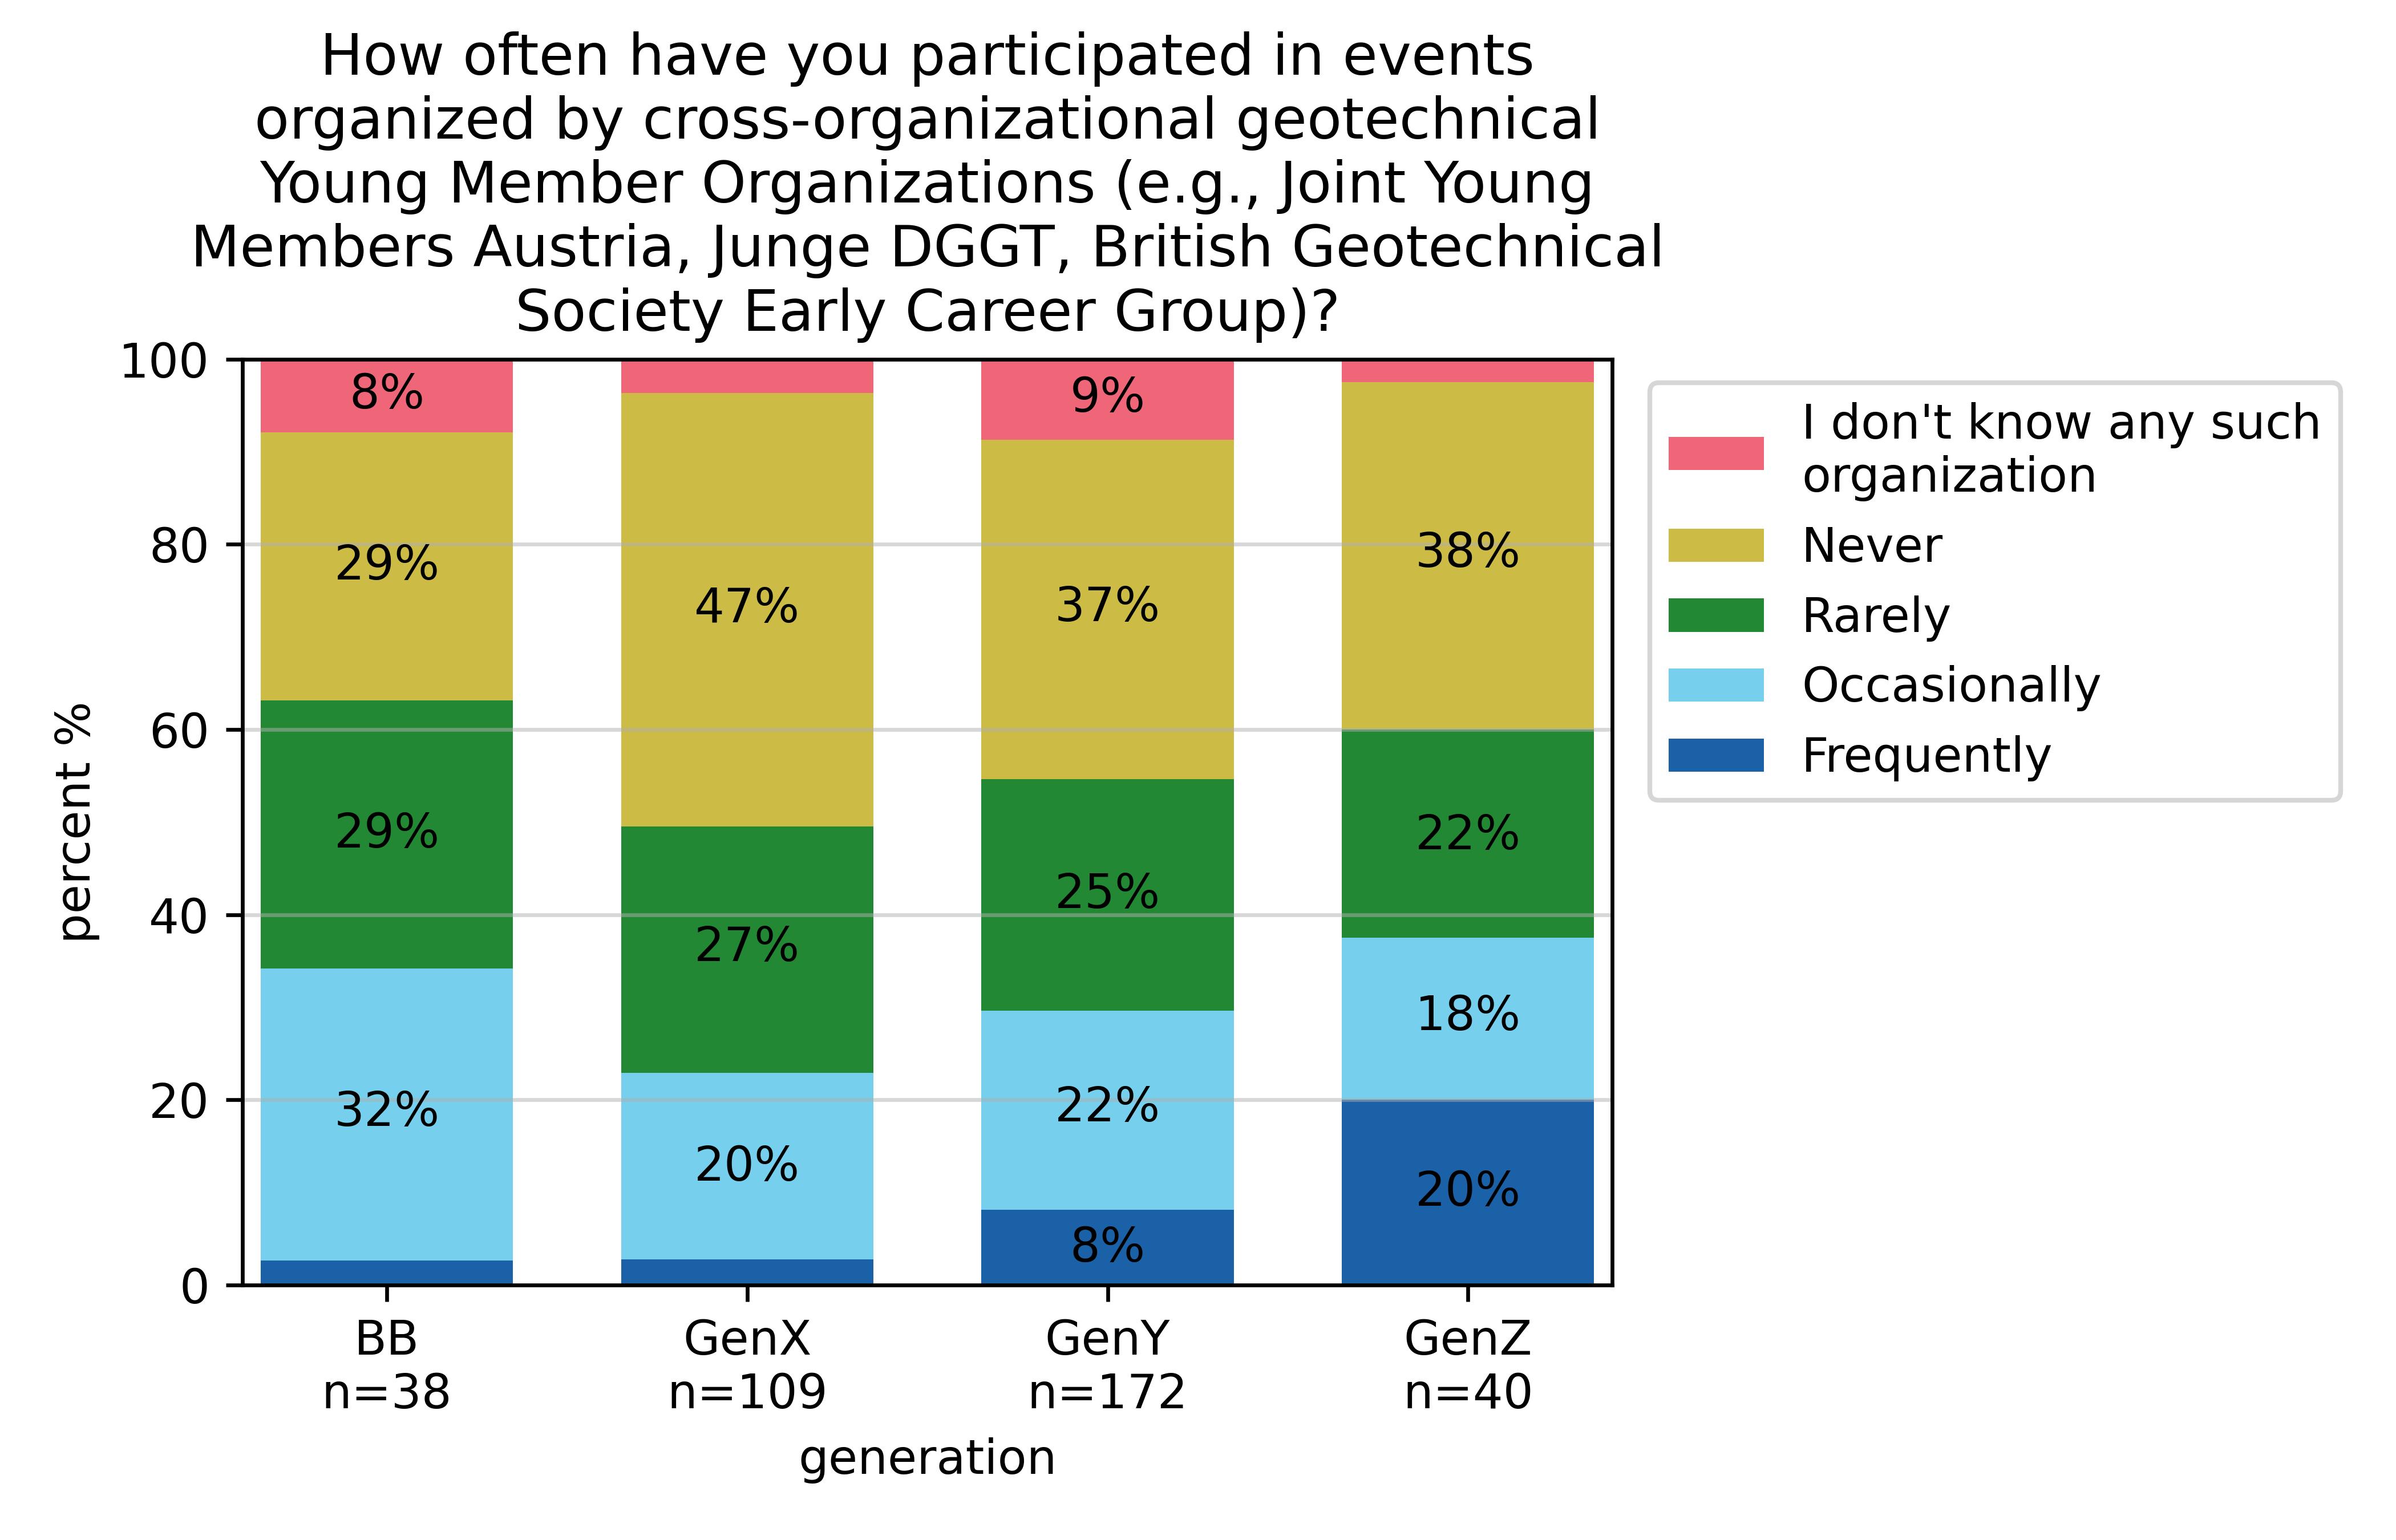 How often have you participated in events
organized by cross-organizational geotechnical
Young Member Organizations (e.g., Joint Young
Members Austria, Junge DGGT, British Geotechnical
Society Early Career Group)?
percent %
100
80
60
40
20
0
8%
29%
29%
32%
47%
27%
20%
9%
37%
25%
22%
8%
38%
22%
18%
20%
BB
n=38
GenX
n=109
GenY
n=172
GenZ
n=40
generation
I don't know any such
organization
Never
Rarely
Occasionally
Frequently